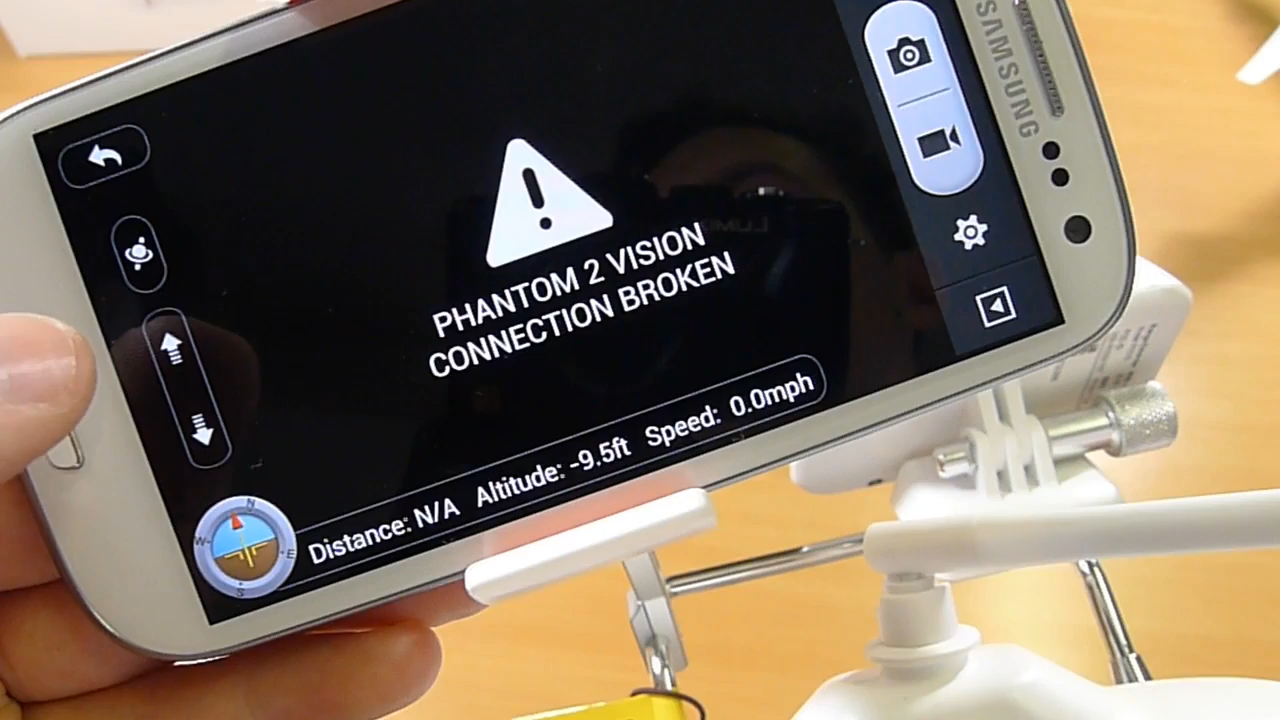 SAMSUNG
PHANTOM 2 VISION
CONNECTION BROKEN
Distance: N/A Altitude: -9.5ft Speed: 0.0mph
N
W
E
S